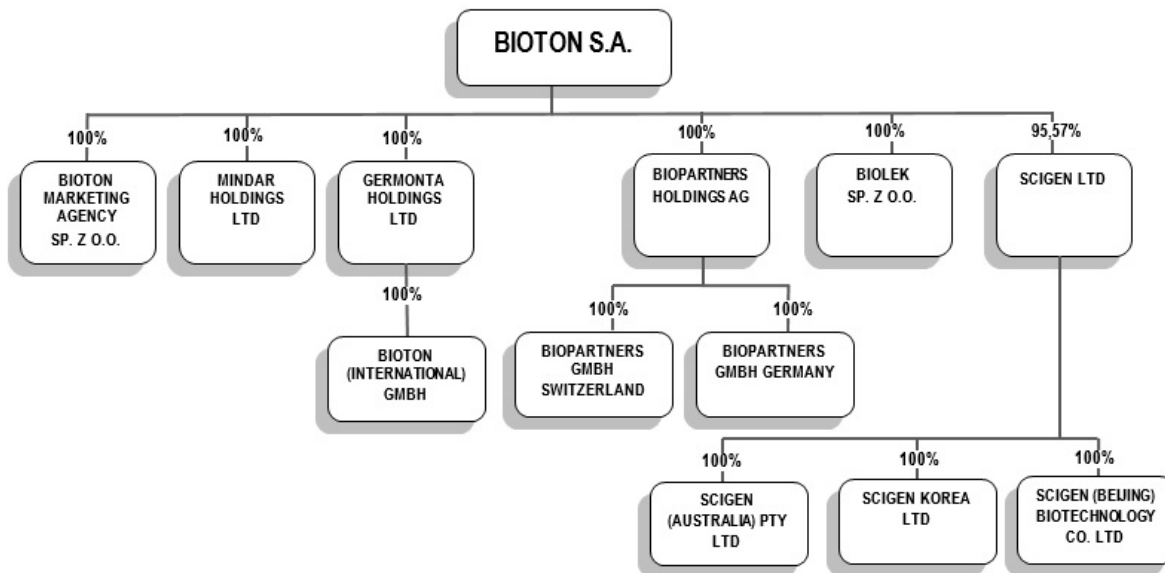 BIOTON S.A.
100%
100%
100%
100%
100%
95,57%
BIOTON
MARKETING
AGENCY
SP. Z O.O.
MINDAR
HOLDINGS
LTD
GERMONTA
HOLDINGS
LTD
BIOPARTNERS
HOLDINGS AG
BIOLEK
SP. Z O.O.
SCIGEN LTD
100%
100%
100%
BIOTON
(INTERNATIONAL)
GMBH
BIOPARTNERS
GMBH
SWITZERLAND
BIOPARTNERS
GMBH GERMANY
100%
100%
100%
SCIGEN
(AUSTRALIA) PTY
LTD
SCIGEN KOREA
LTD
SCIGEN (BEIJING)
BIOTECHNOLOGY
CO. LTD